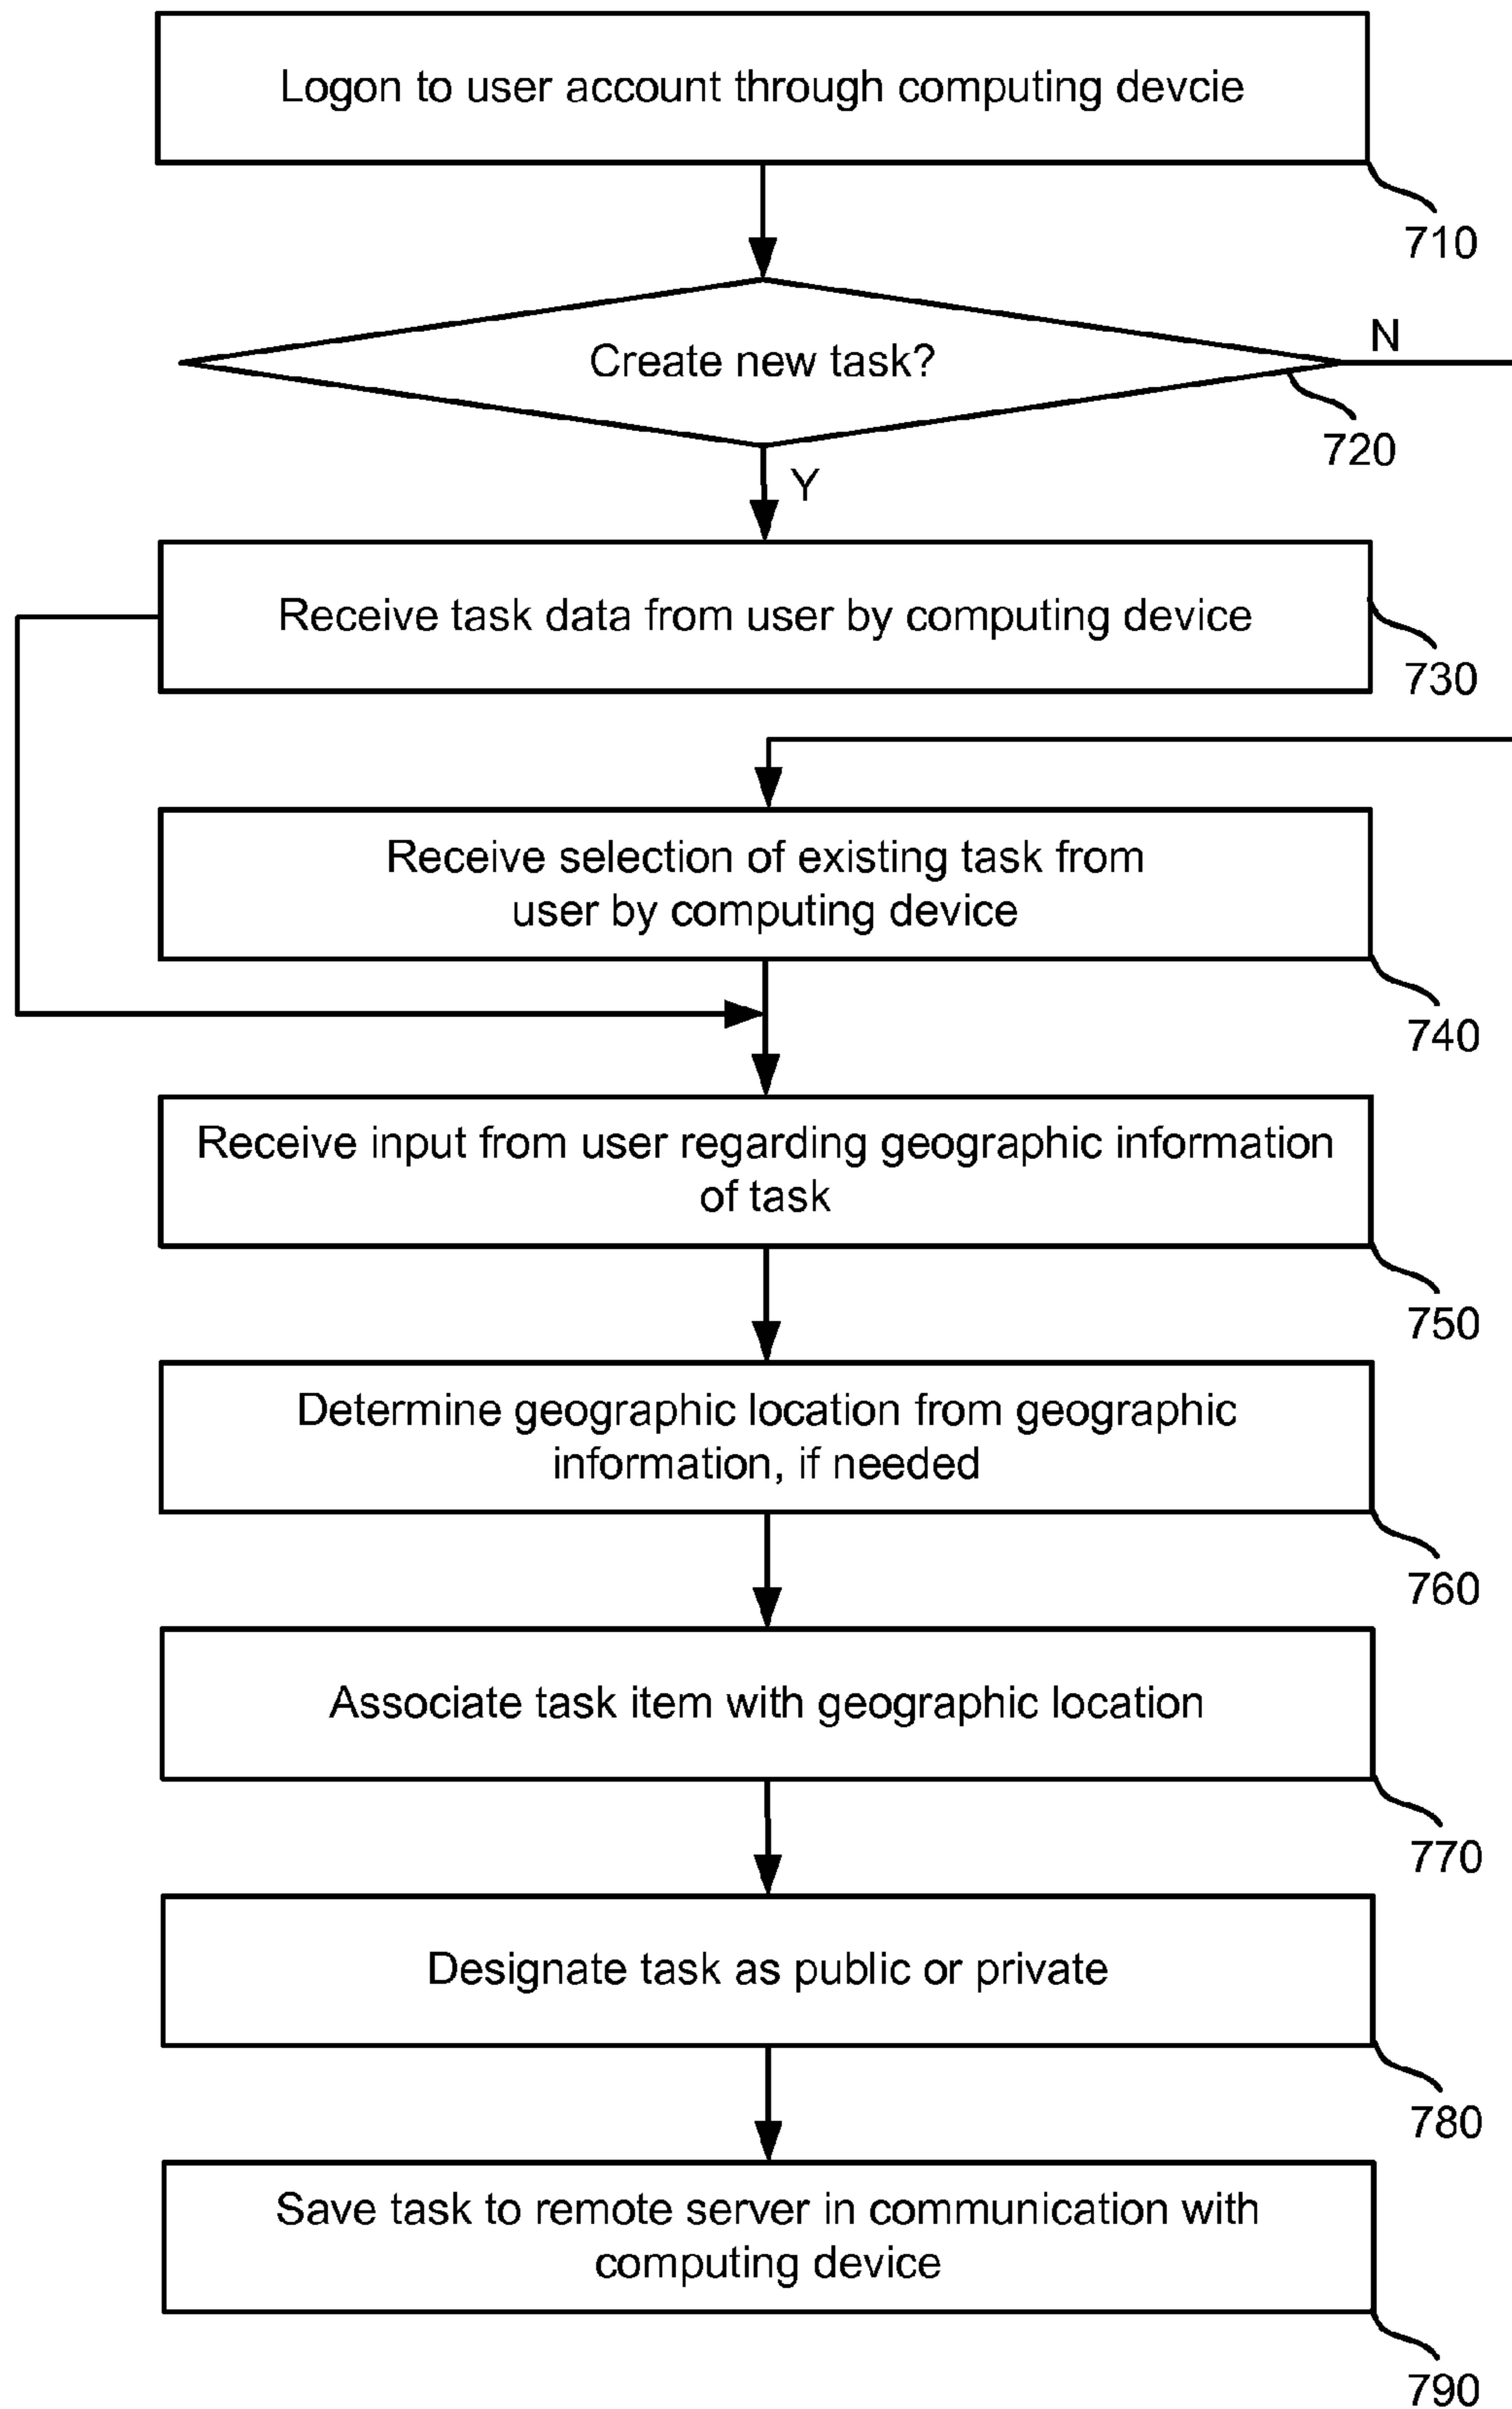 Logon to user account through computing devcie
710
Create new task?
N
720
Y
Receive task data from user by computing device
730
Receive selection of existing task from
user by computing device
740
Receive input from user regarding geographic information
of task
750
Determine geographic location from geographic
information, if needed
760
Associate task item with geographic location
770
Designate task as public or private
780
Save task to remote server in communication with
computing device
790